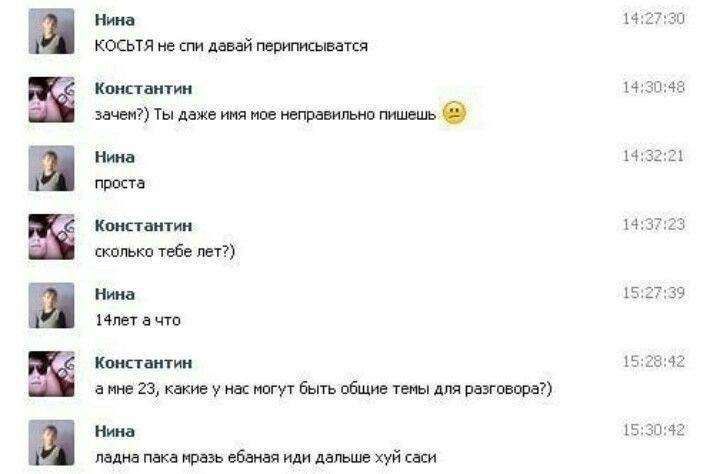 Нина 14:27:30
КОСЬТЯ не спи давай периписыватся
Константин 14:30:48
зачем?) Ты даже имя мое неправильно пишешь
Нина 14:32:21
проста
Константин 14:37:23
сколько тебе лет?)
Нина 15:27:39
14лет а что
Константин 15:28:42
а мне 23, какие у нас могут быть общие темы для разговора?)
Нина 15:30:42
ладна пака мразь ебаная иди дальше хуй саси